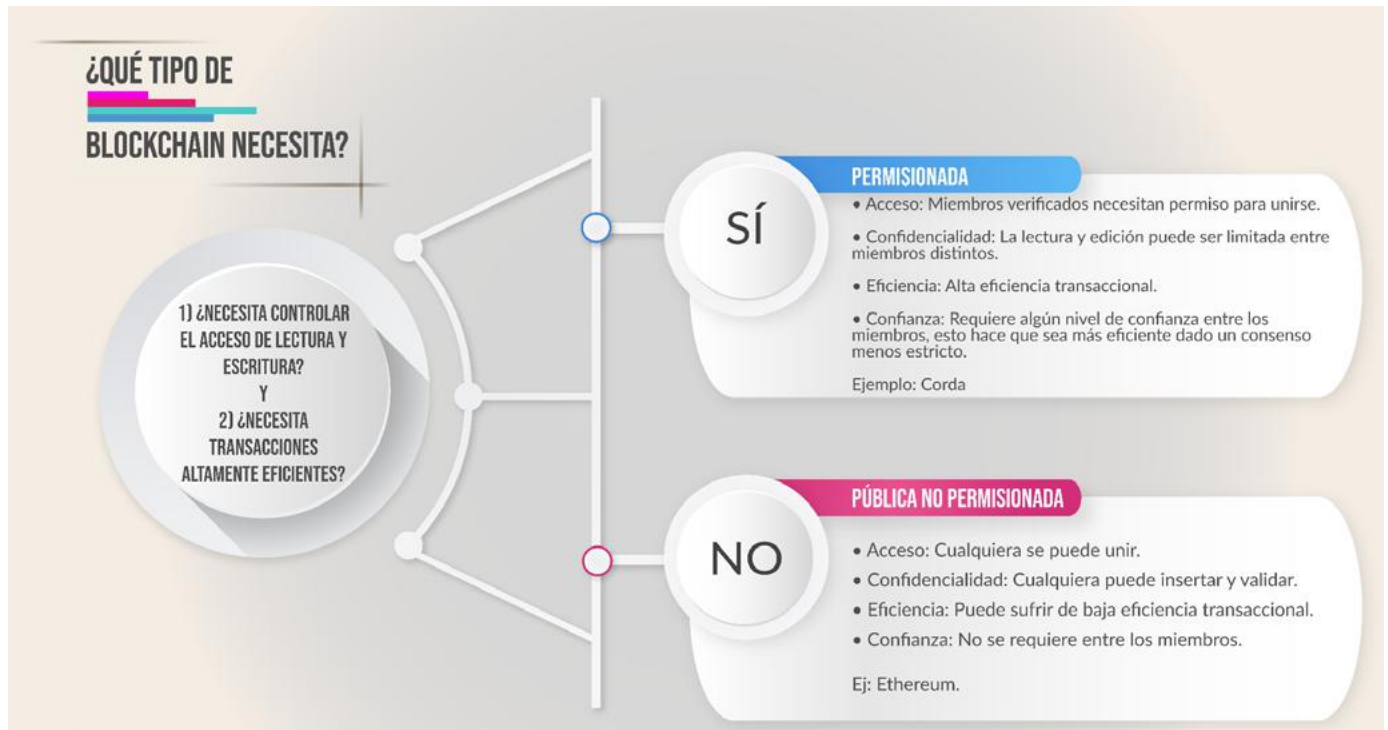 ¿QUÉ TIPO DE
BLOCKCHAIN NECESITA?
1) ¿NECESITA CONTROLAR
EL ACCESO DE LECTURA Y
ESCRITURA?
Y
2) ¿NECESITA
TRANSACCIONES
ALTAMENTE EFICIENTES?
SÍ
PERMISIONADA
• Acceso: Miembros verificados necesitan permiso para unirse.
• Confidencialidad: La lectura y edición puede ser limitada entre
miembros distintos.
• Eficiencia: Alta eficiencia transaccional.
• Confianza: Requiere algún nivel de confianza entre los
miembros, esto hace que sea más eficiente dado un consenso
menos estricto.
Ejemplo: Corda
NO
PÚBLICA NO PERMISIONADA
• Acceso: Cualquiera se puede unir.
• Confidencialidad: Cualquiera puede insertar y validar.
• Eficiencia: Puede sufrir de baja eficiencia transaccional.
• Confianza: No se requiere entre los miembros.
Ej: Ethereum.